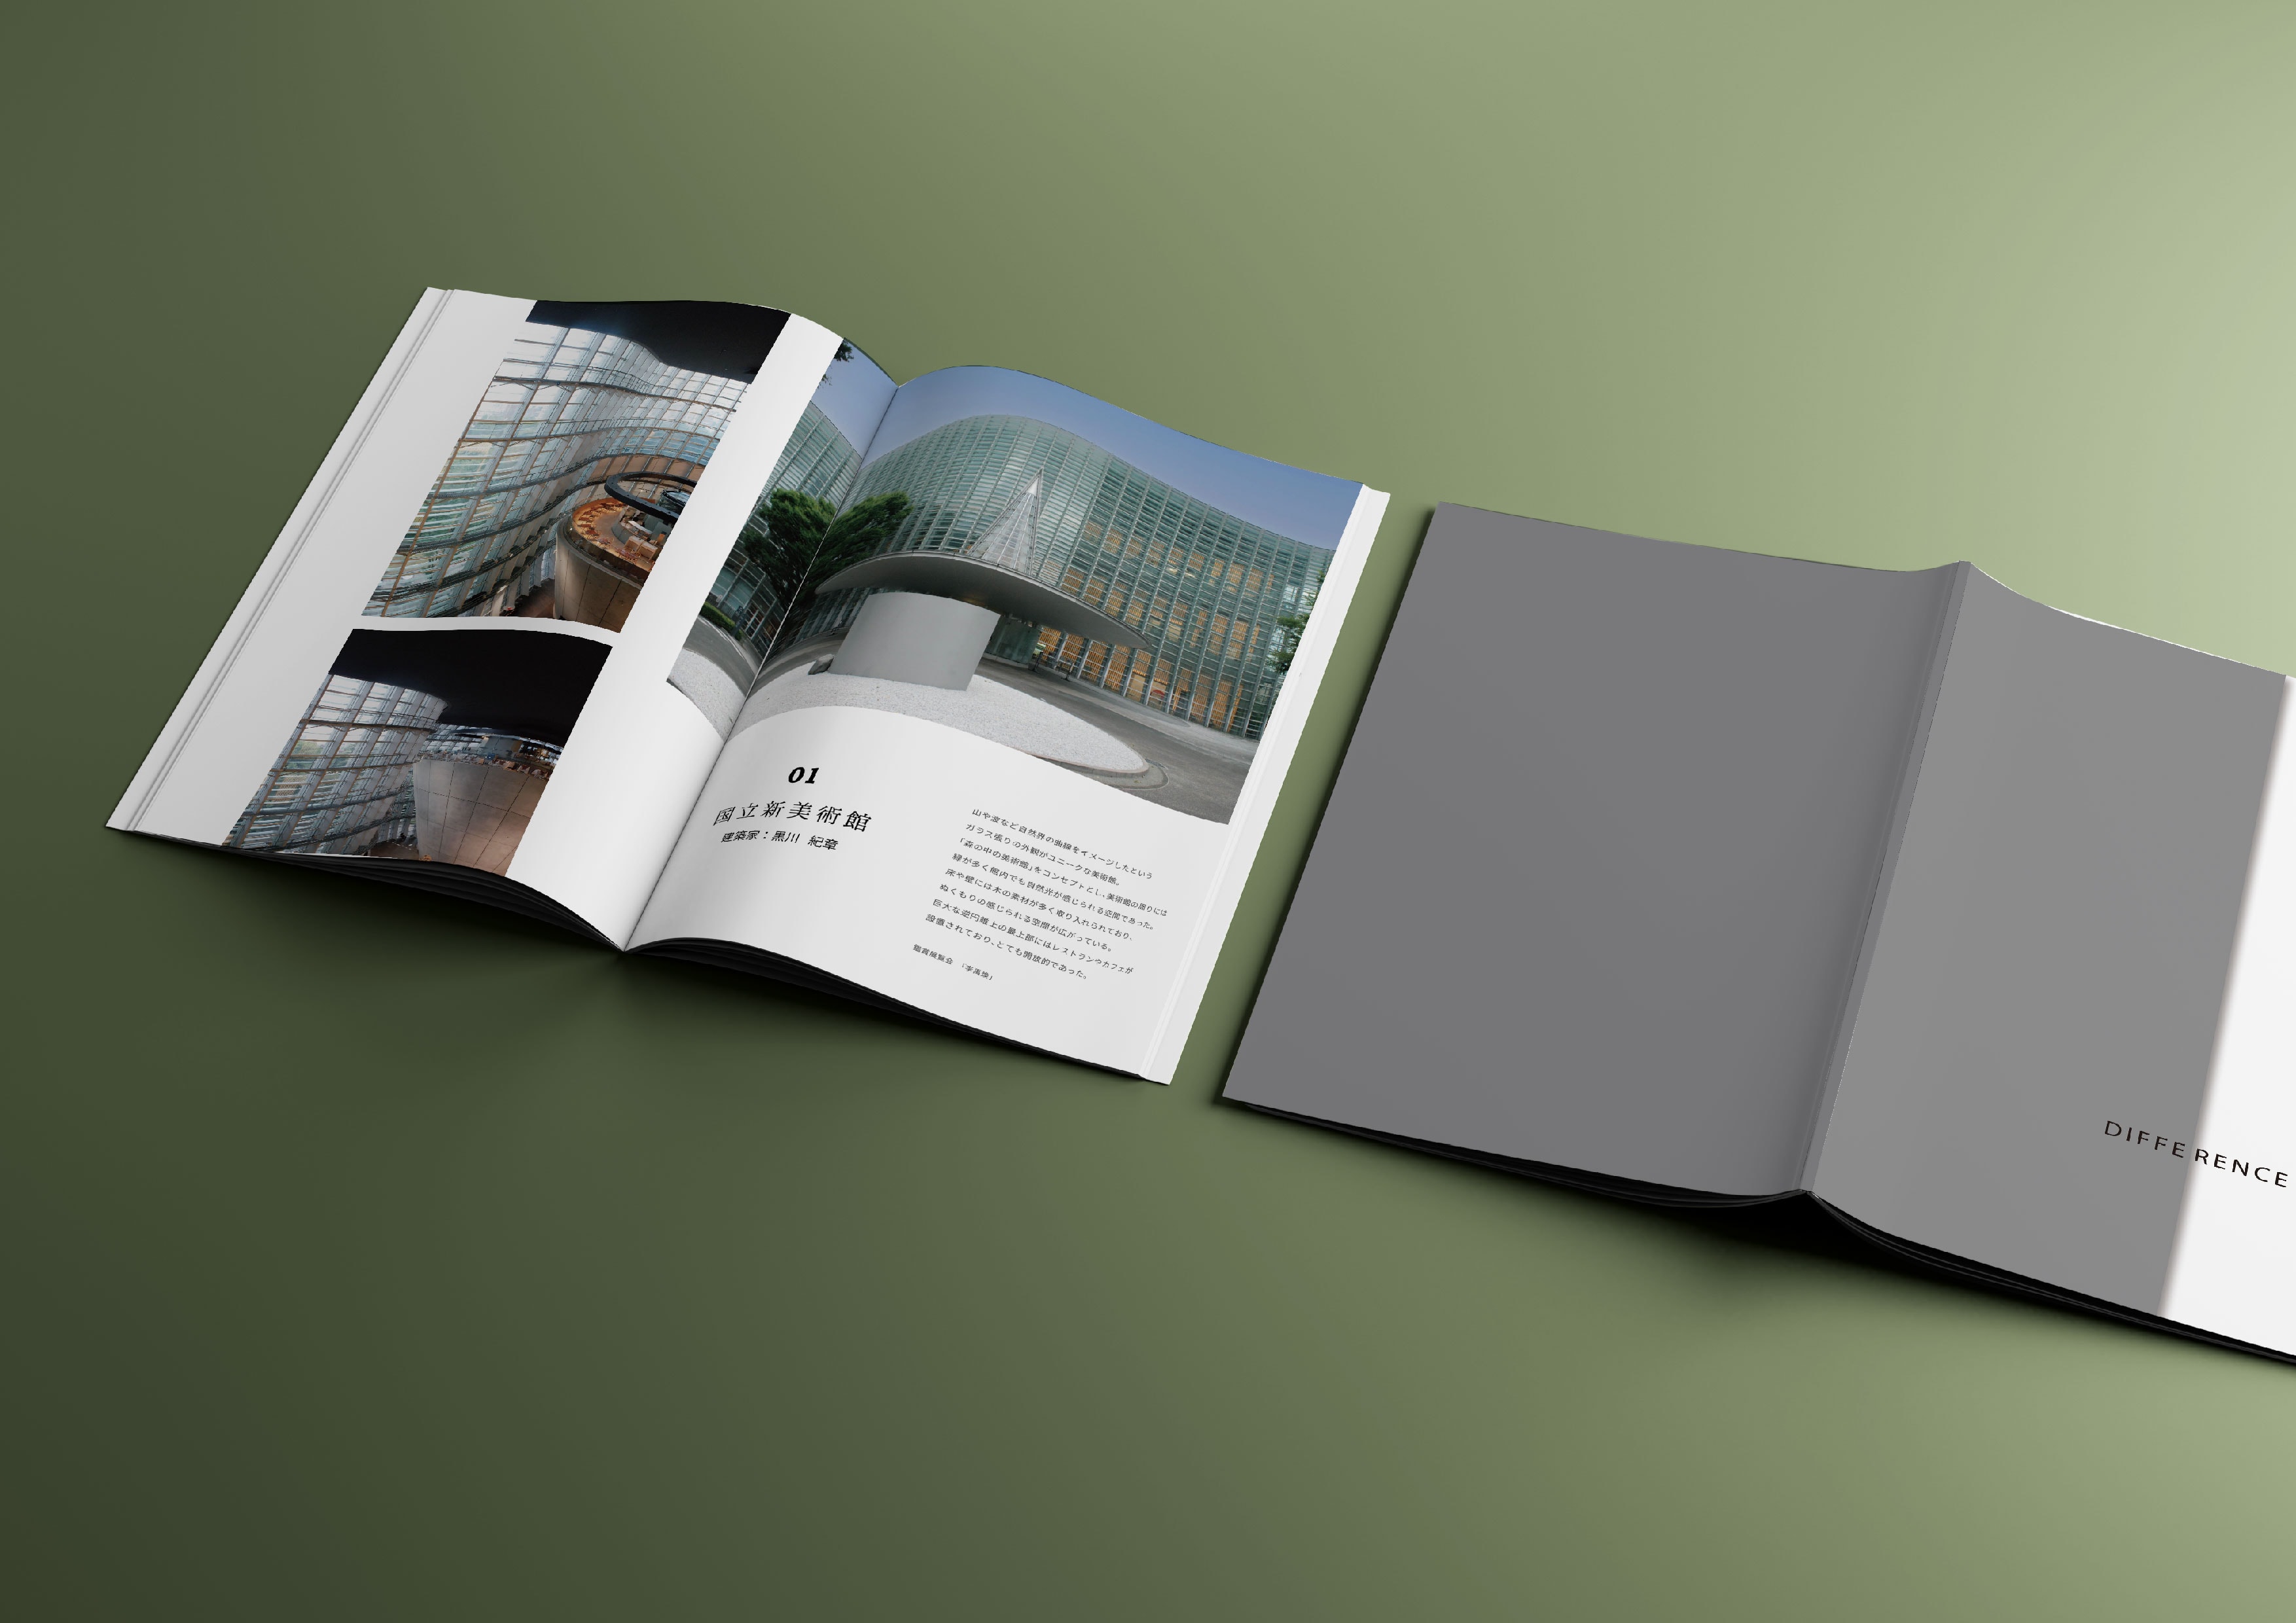 01
国立新美術館
建築家：黒川 紀章
山や波など自然界の曲線をイメージしたという
ガラス張りの外観がユニークな美術館。
「森の中の美術館」をコンセプトとし、美術館の周りには
緑が多く館内でも自然光が感じられる空間であった。
床や壁には木の素材が多く取り入れられており、
ぬくもりの感じられる空間が広がっている。
巨大な逆円錐上の最上部にはレストランやカフェが
設置されており、とても開放的であった。
鑑賞展覧会 「李禹煥」
DIFFERENCE